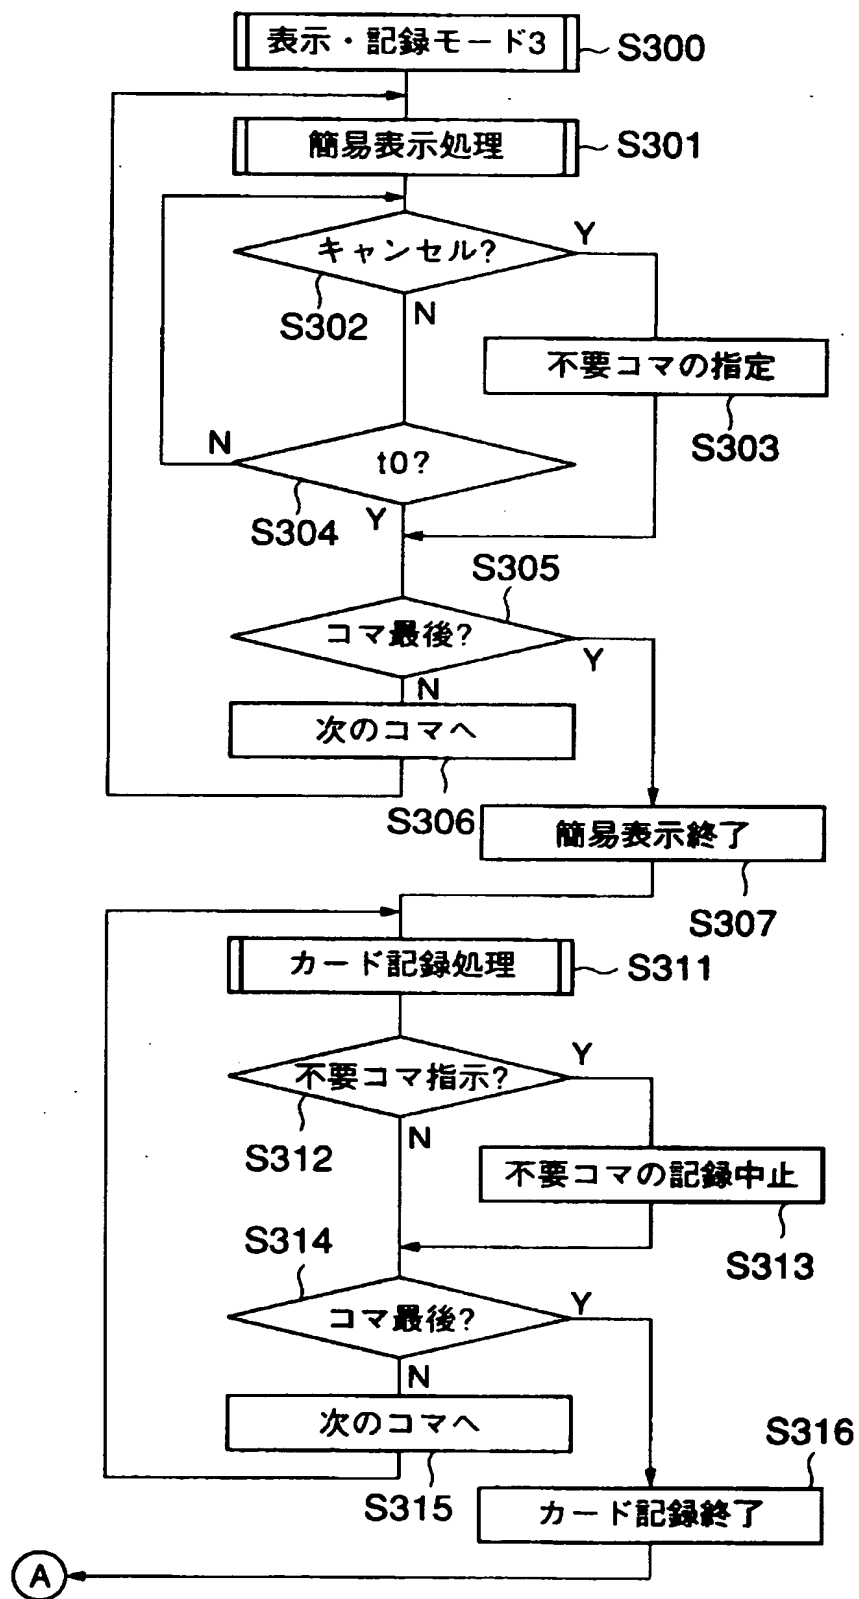 表示・記録モード3
S300
簡易表示処理
S301
キャンセル?
Y
S302
N
不要コマの指定
S303
N
t0?
S304
Y
S305
コマ最後?
Y
N
次のコマへ
S306
簡易表示終了
S307
カード記録処理
S311
不要コマ指示?
Y
S312
N
不要コマの記録中止
S313
S314
コマ最後?
Y
N
次のコマへ
S315
S316
カード記録終了
A